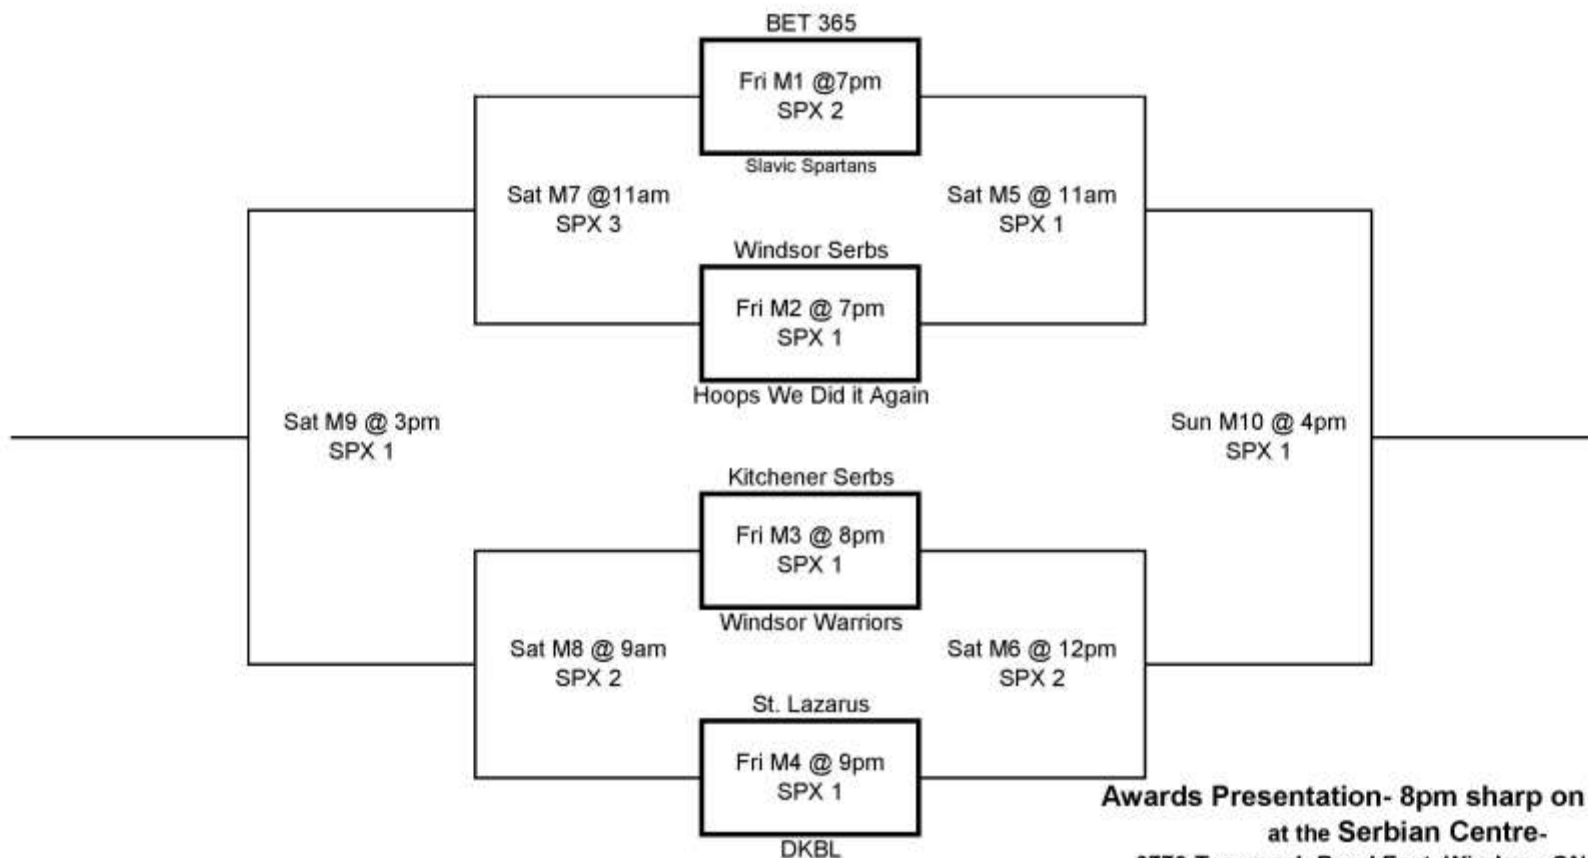 BET 365
Fri M1 @7pm
SPX 2
Slavic Spartans
Sat M7 @11am
SPX 3
Sat M5 @ 11am
SPX 1
Windsor Serbs
Fri M2 @ 7pm
SPX 1
Hoops We Did it Again
Sat M9 @ 3pm
SPX 1
Sun M10 @ 4pm
SPX 1
Kitchener Serbs
Fri M3 @ 8pm
SPX 1
Windsor Warriors
Sat M8 @ 9am
SPX 2
Sat M6 @ 12pm
SPX 2
St. Lazarus
Fri M4 @ 9pm
SPX 1
DKBL
Awards Presentation- 8pm sharp on
at the Serbian Centre-